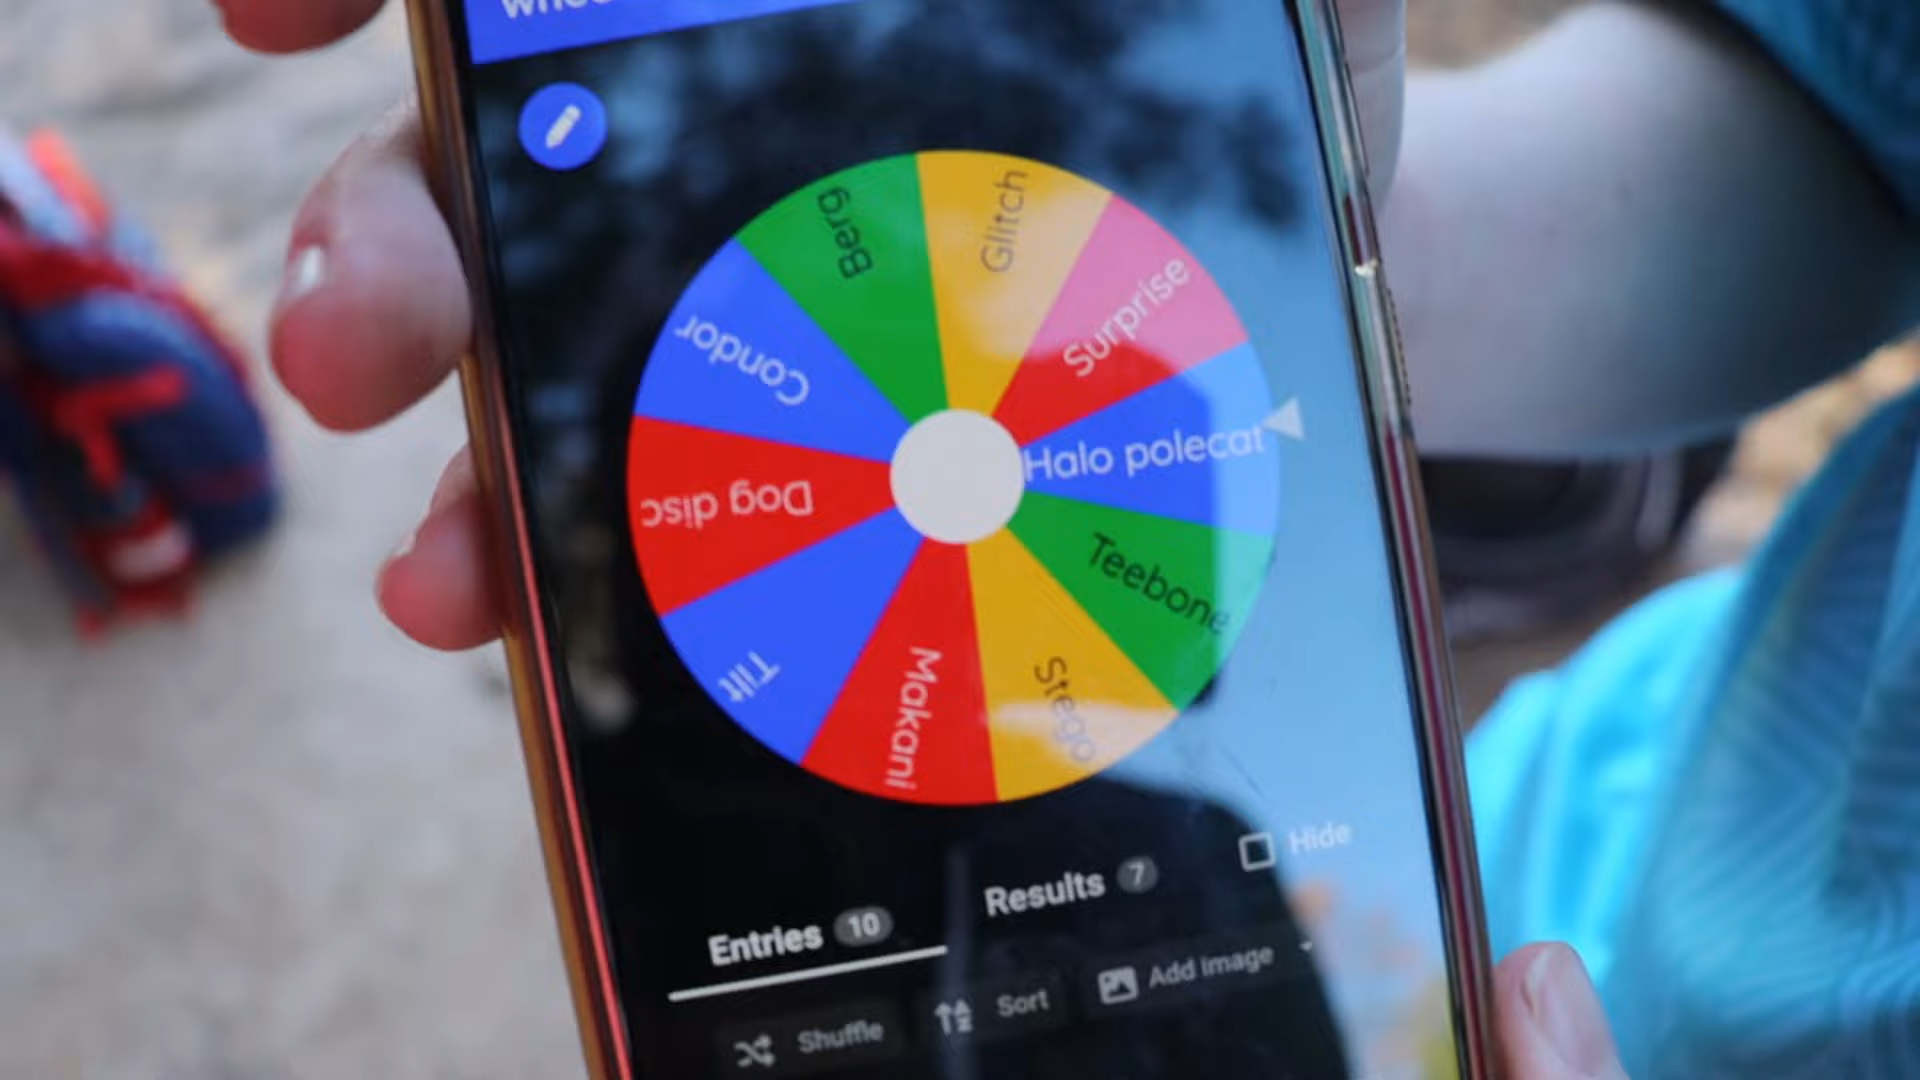 Berg
Glitch
Surprise
Condor
Halo polecat
Dog disc
Teebone
Tilt
Makani
Stego
Hide
Results 7
Entries 10
Add image
Sort
Shuffle